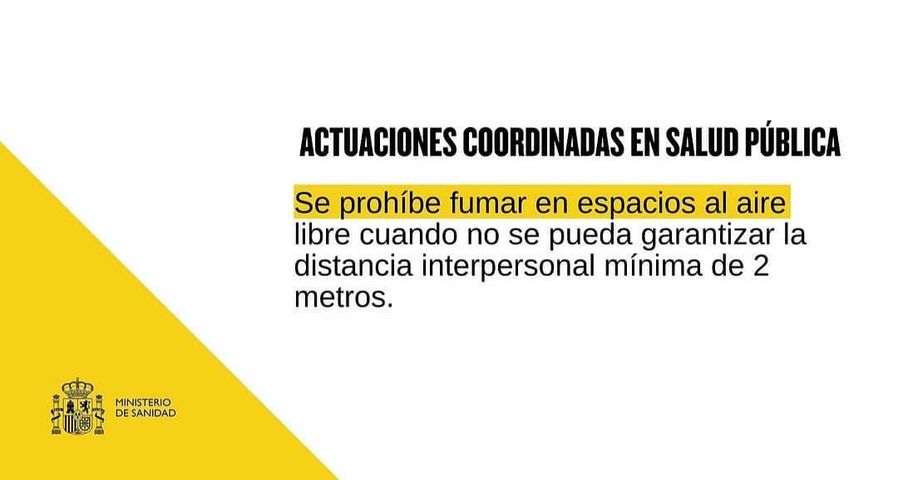 ACTUACIONES COORDINADAS EN SALUD PÚBLICA
Se prohíbe fumar en espacios al aire
libre cuando no se pueda garantizar la
distancia interpersonal mínima de 2
metros.
MINISTERIO
DE SANIDAD